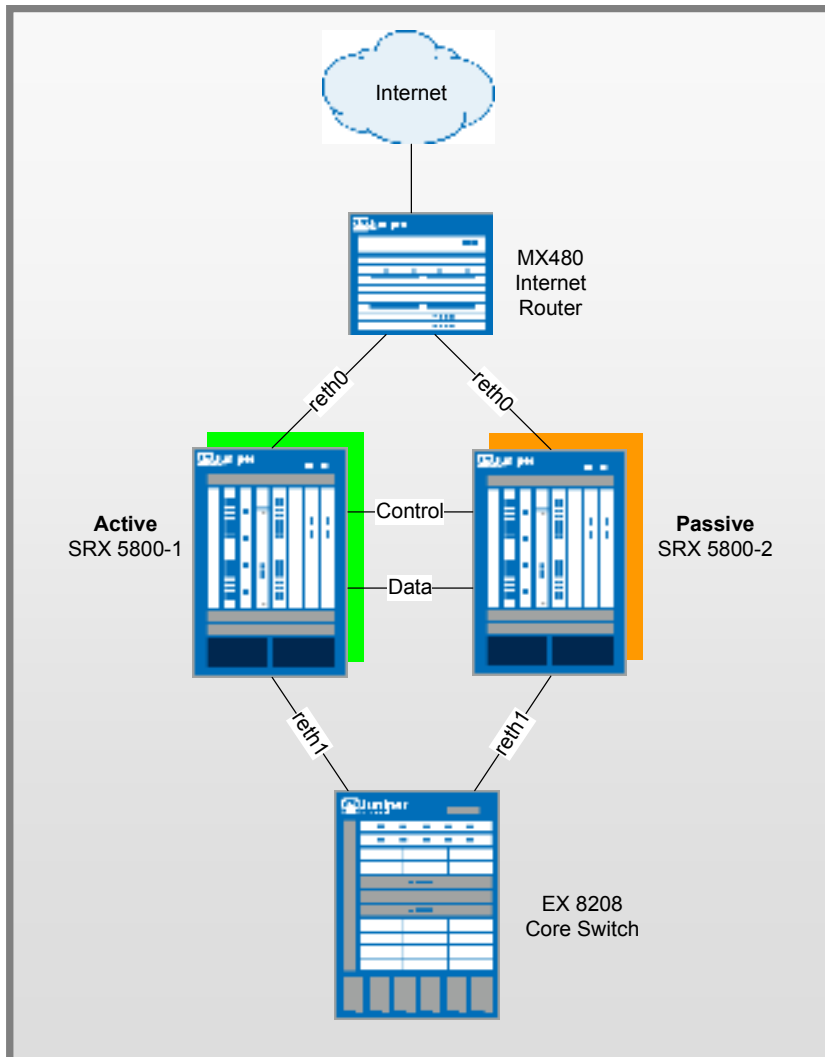 Internet
MX480
Internet
Router
reth0
reth0
Active
SRX 5800-1
Control
Passive
SRX 5800-2
Data
reth1
reth1
Juniper
EX 8208
Core Switch